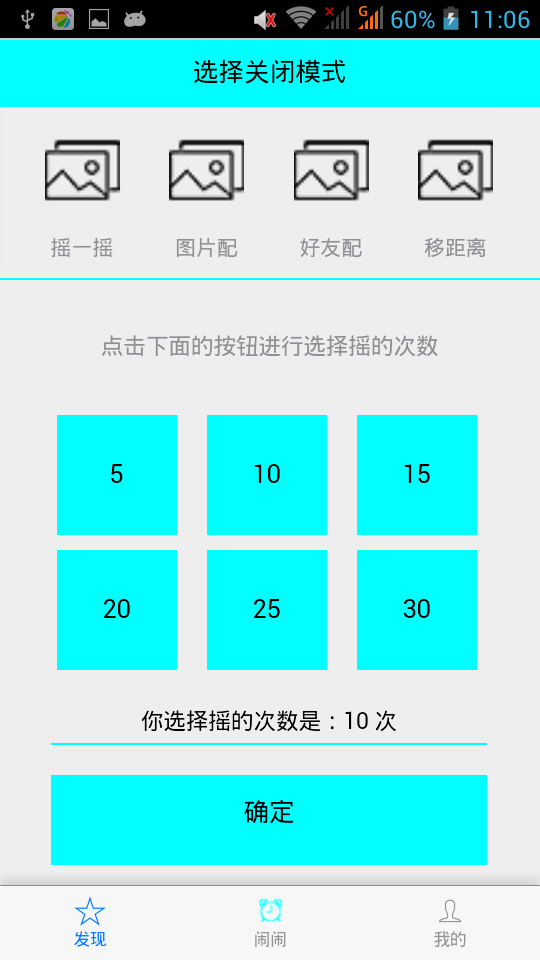 G 60% 11:06
选择关闭模式
摇一摇 图片配 好友配 移距离
点击下面的按钮进行选择摇的次数
5 10 15
20 25 30
你选择摇的次数是：10 次
确定
发现 闹闹 我的